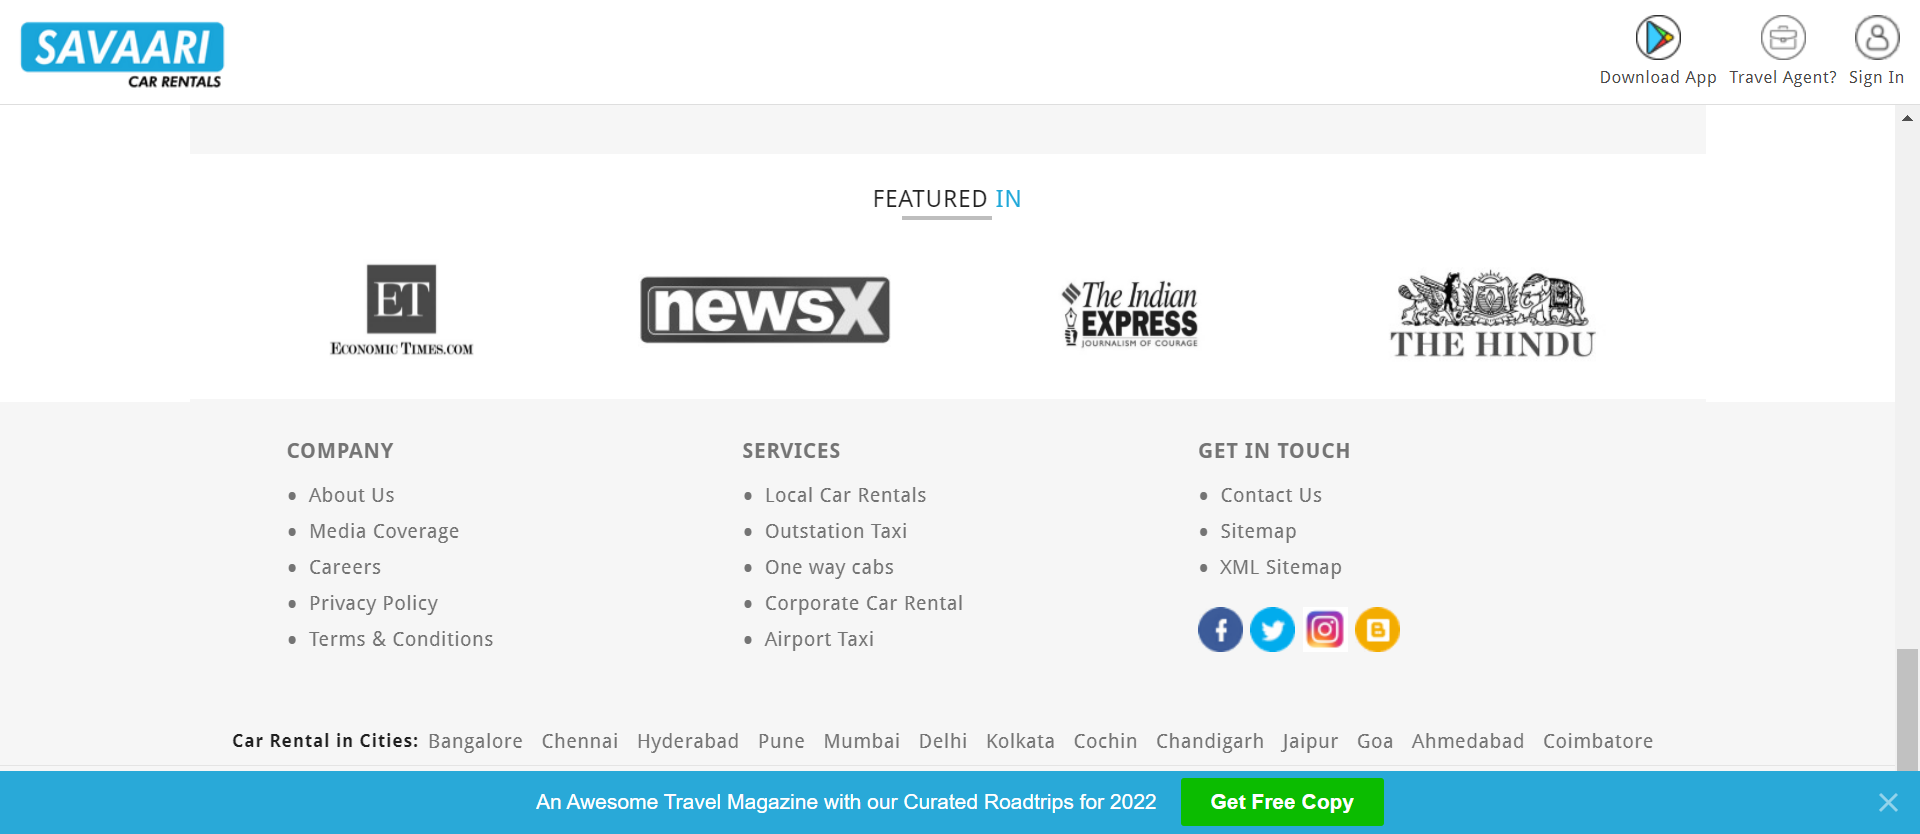 SAVAARI
CAR RENTALS
Download App
Travel Agent?
Sign In
FEATURED IN
ET
ECONOMIC TIMES.COM
newsX
The Indian
EXPRESS
JOURNALISM OF COURAGE
THE HINDU
COMPANY
About Us
Media Coverage
Careers
Privacy Policy
Terms & Conditions
SERVICES
Local Car Rentals
Outstation Taxi
One way cabs
Corporate Car Rental
Airport Taxi
GET IN TOUCH
Contact Us
Sitemap
XML Sitemap
Car Rental in Cities: Bangalore Chennai Hyderabad Pune Mumbai Delhi Kolkata Cochin Chandigarh Jaipur Goa Ahmedabad Coimbatore
An Awesome Travel Magazine with our Curated Roadtrips for 2022
Get Free Copy